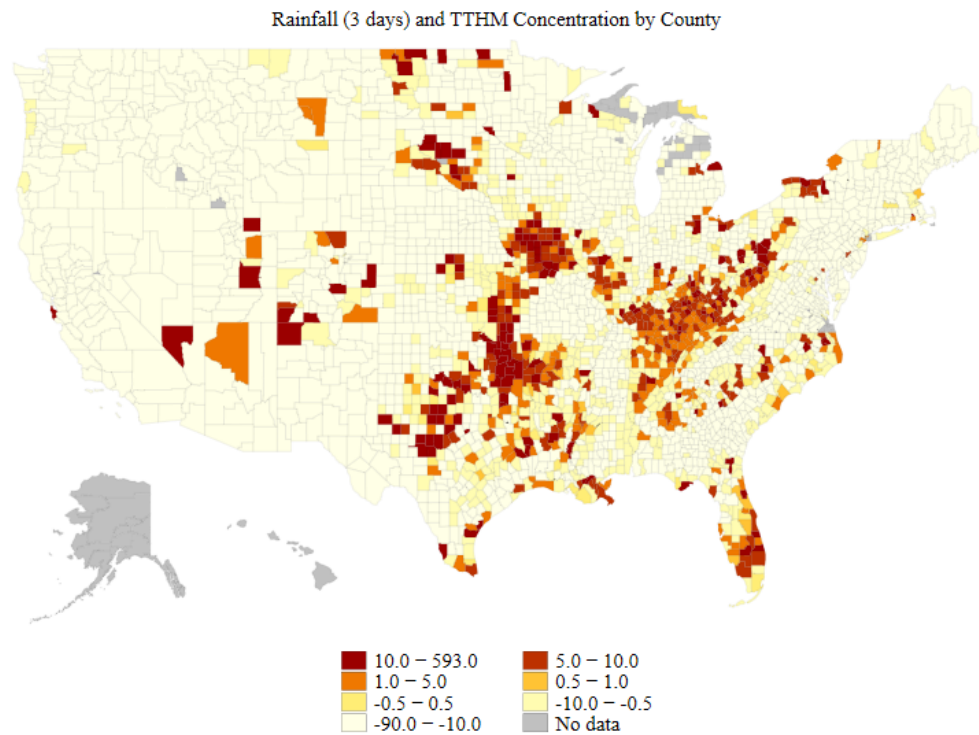 Rainfall (3 days) and TTHM Concentration by County
10.0 − 593.0
5.0 − 10.0
1.0 − 5.0
0.5 − 1.0
-0.5 − 0.5
-10.0 − -0.5
-90.0 − -10.0
No data